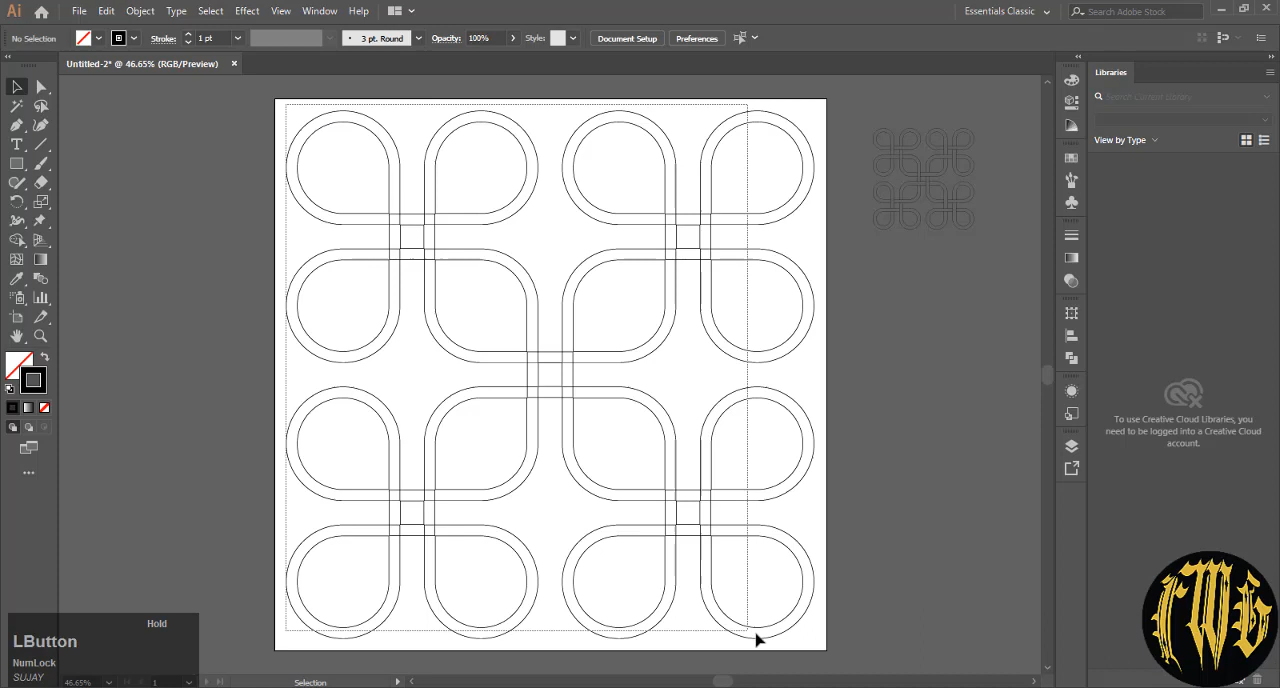 Ai File Edit Object Type Select Effect View Window Help Essentials Classic Search Adobe Stock
No Selection Stroke: 1 pt 3 pt. Round Opacity: 100% Style: Document Setup Preferences
Untitled-2* @ 46.65% (RGB/Preview) ×
Libraries
Search Current Library
View by Type
To use Creative Cloud Libraries, you
need to be logged into a Creative Cloud
account.
Hold
LButton
NumLock
SUJAY
46.65% 1 Selection